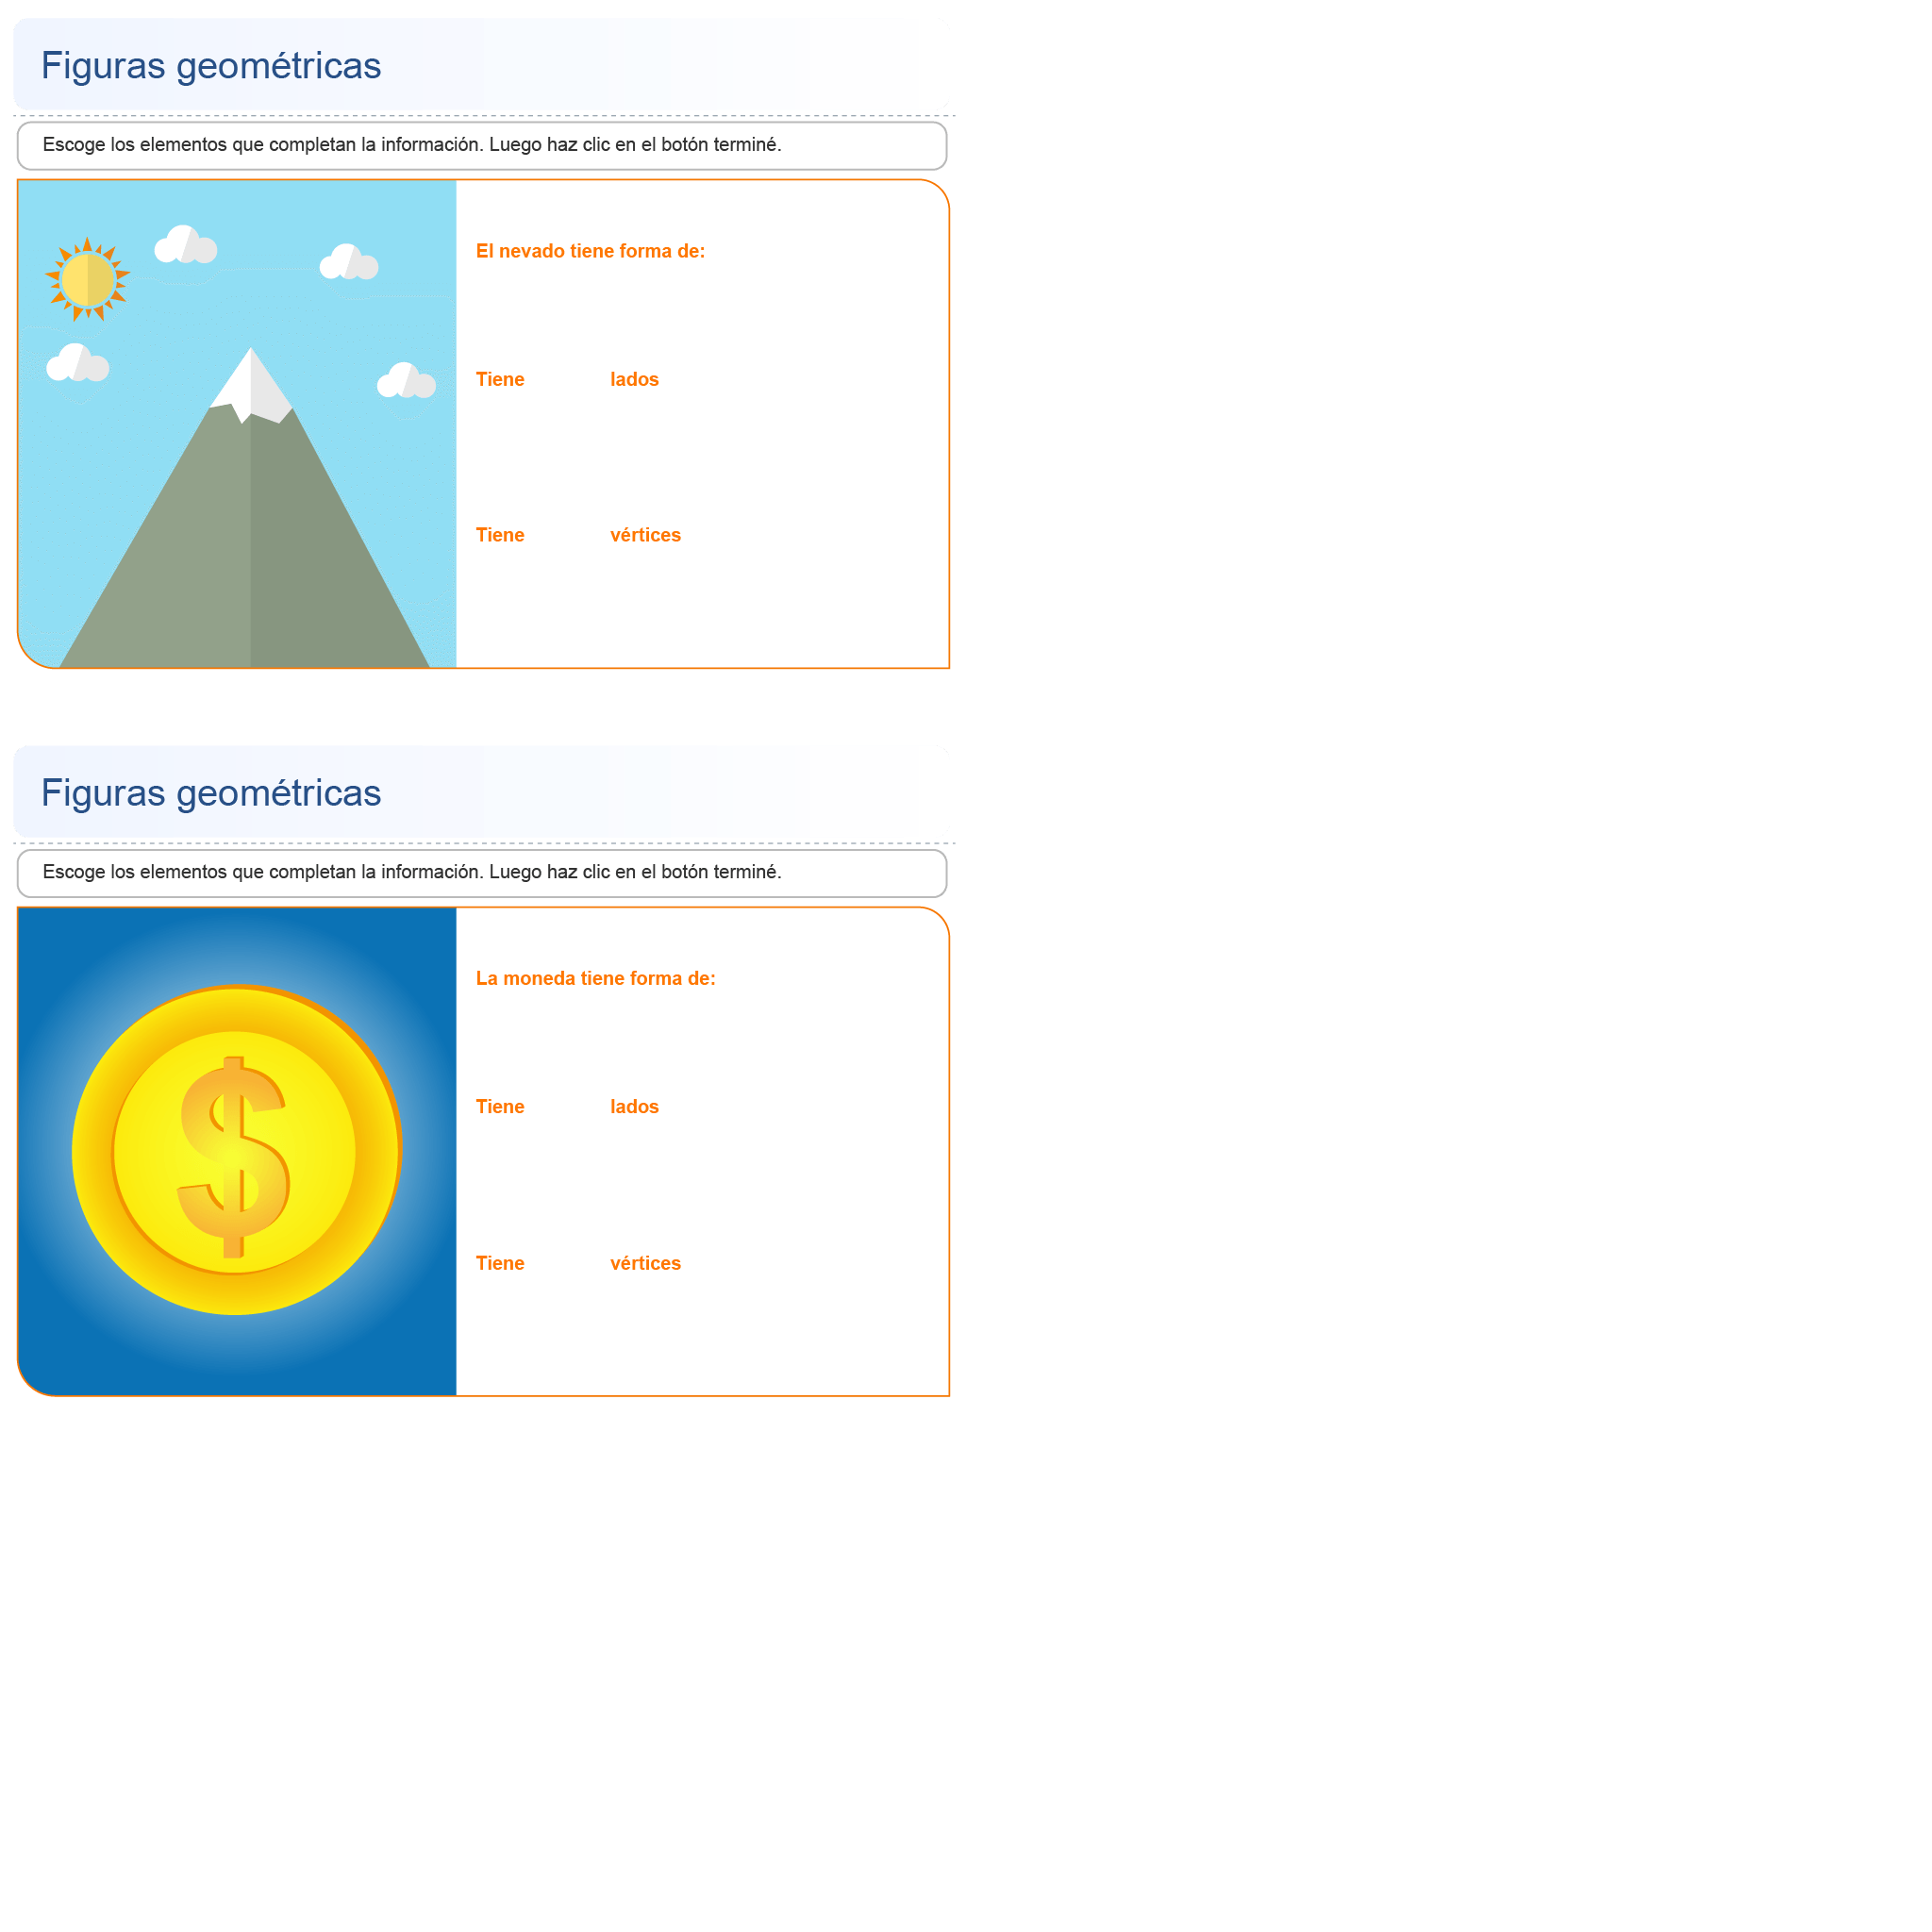 Figuras geométricas
Escoge los elementos que completan la información. Luego haz clic en el botón terminé.
El nevado tiene forma de:
Tiene lados
Tiene vértices
Figuras geométricas
Escoge los elementos que completan la información. Luego haz clic en el botón terminé.
La moneda tiene forma de:
$
Tiene lados
Tiene vértices